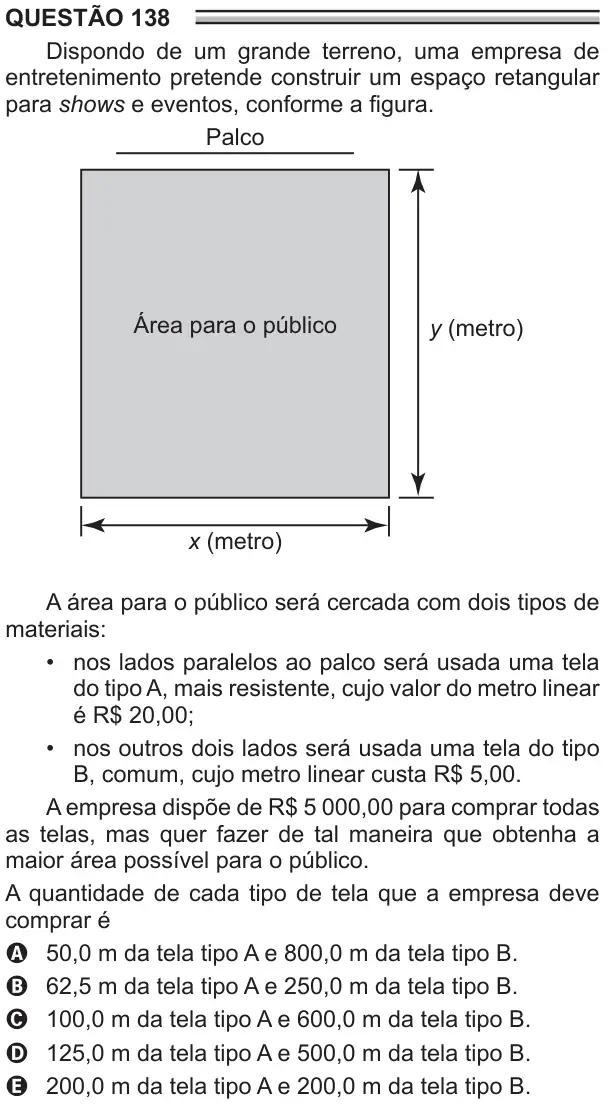 QUESTÃO 138
Dispondo de um grande terreno, uma empresa de
entretenimento pretende construir um espaço retangular
para shows e eventos, conforme a figura.
Palco
Área para o público
y (metro)
x (metro)
A área para o público será cercada com dois tipos de
materiais:
• nos lados paralelos ao palco será usada uma tela
do tipo A, mais resistente, cujo valor do metro linear
é R$ 20,00;
• nos outros dois lados será usada uma tela do tipo
B, comum, cujo metro linear custa R$ 5,00.
A empresa dispõe de R$ 5 000,00 para comprar todas
as telas, mas quer fazer de tal maneira que obtenha a
maior área possível para o público.
A quantidade de cada tipo de tela que a empresa deve
comprar é
A 50,0 m da tela tipo A e 800,0 m da tela tipo B.
B 62,5 m da tela tipo A e 250,0 m da tela tipo B.
C 100,0 m da tela tipo A e 600,0 m da tela tipo B.
D 125,0 m da tela tipo A e 500,0 m da tela tipo B.
E 200,0 m da tela tipo A e 200,0 m da tela tipo B.